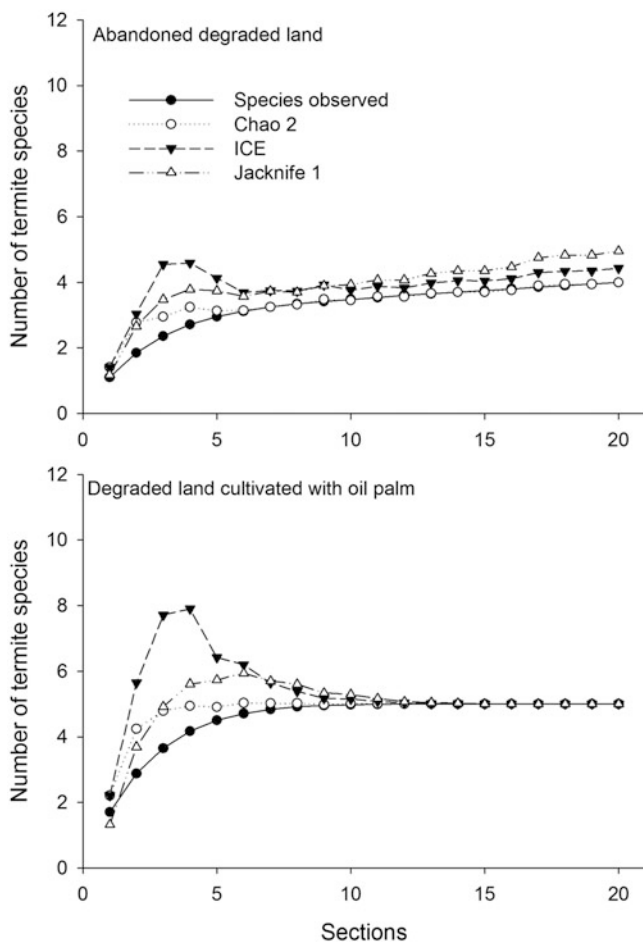 12
Abandoned degraded land
10
Species observed
Chao 2
8
ICE
Jacknife 1
6
4
2
0
Number of termite species
0 5 10 15 20
12
Degraded land cultivated with oil palm
10
8
6
4
2
0
Number of termite species
0 5 10 15 20
Sections